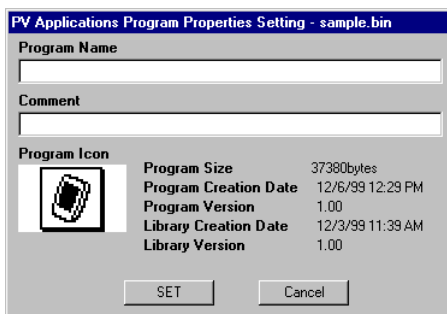 PV Applications Program Properties Setting - sample.bin
Program Name
Comment
Program Icon
Program Size 37380bytes
Program Creation Date 12/6/99 12:29 PM
Program Version 1.00
Library Creation Date 12/3/99 11:39 AM
Library Version 1.00
SET Cancel